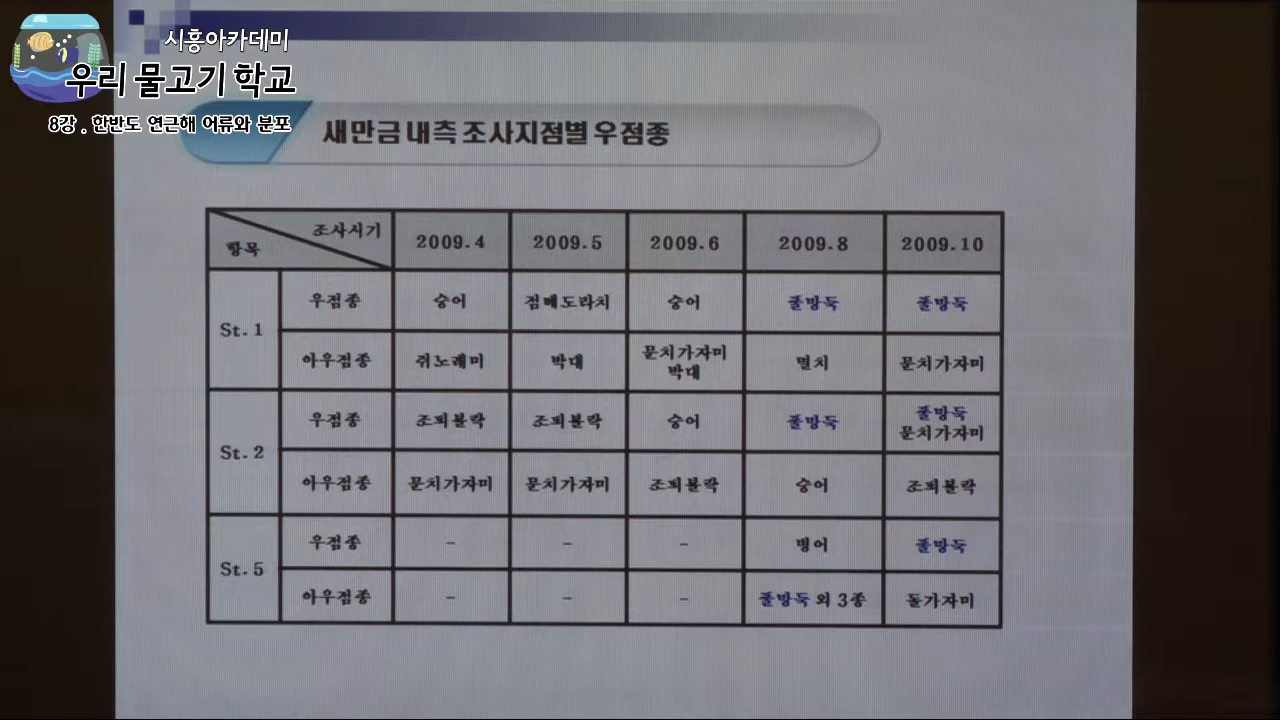 시흥아카데미
우리 물고기 학교
8강 . 한반도 연근해 어류와 분포
새만금 내측 조사지점별 우점종
항목 조사시기 2009.4 2009.5 2009.6 2009.8 2009.10
St.1 우점종 숭어 점베도라치 숭어 풀망둑 풀망둑
아우점종 쥐노래미 박대 문치가자미 박대 멸치 문치가자미
St.2 우점종 조피볼락 조피볼락 숭어 풀망둑 풀망둑 문치가자미
아우점종 문치가자미 문치가자미 조피볼락 숭어 조피볼락
St.5 우점종 - - - 병어 풀망둑
아우점종 - - - 풀망둑 외 3종 돌가자미